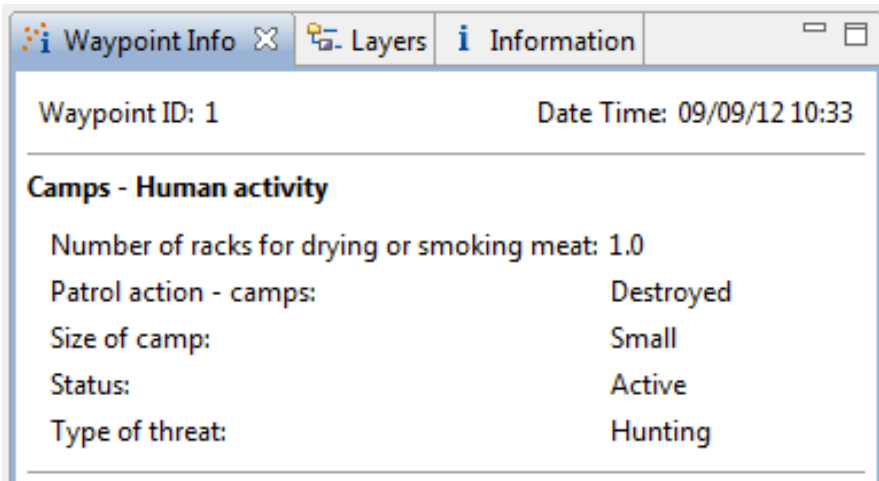 Waypoint Info Layers Information
Waypoint ID: 1 Date Time: 09/09/12 10:33
Camps - Human activity
Number of racks for drying or smoking meat: 1.0
Patrol action - camps: Destroyed
Size of camp: Small
Status: Active
Type of threat: Hunting